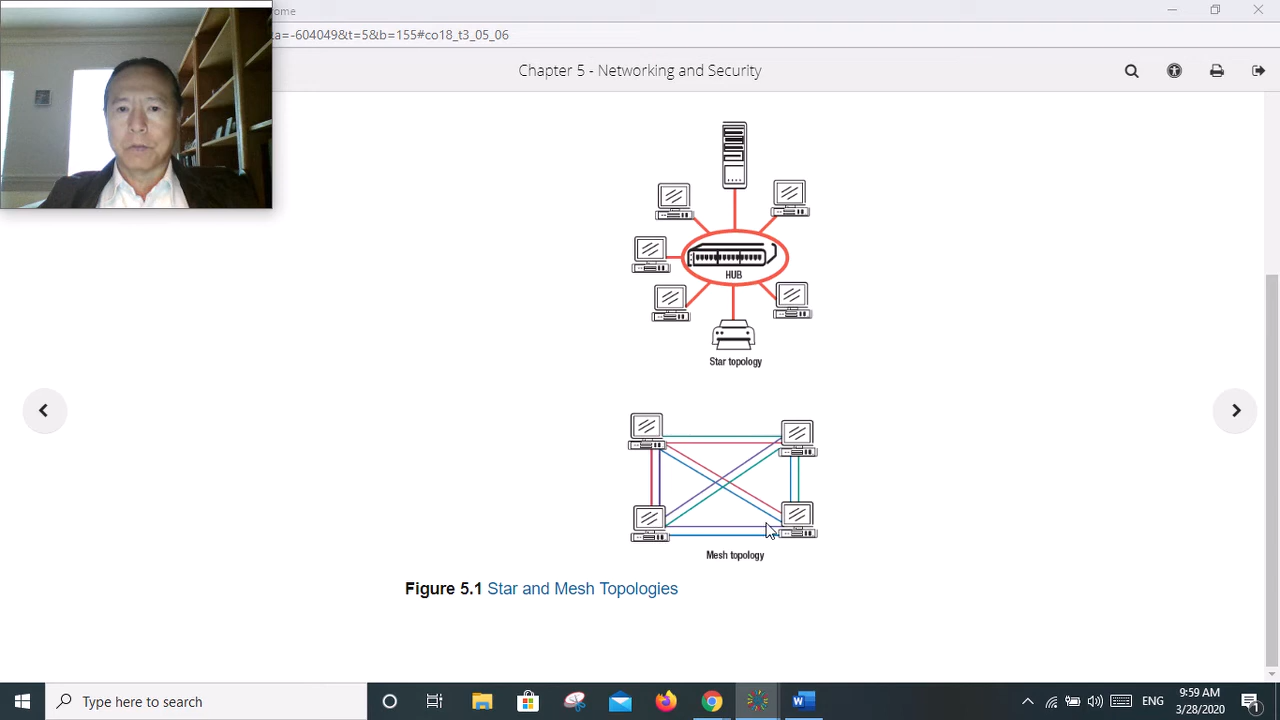 ome
:a=-604049&t=5&b=155#co18_t3_05_06
Chapter 5 - Networking and Security
HUB
Star topology
Mesh topology
Figure 5.1 Star and Mesh Topologies
Type here to search
W
ENG
9:59 AM
3/28/2020
1